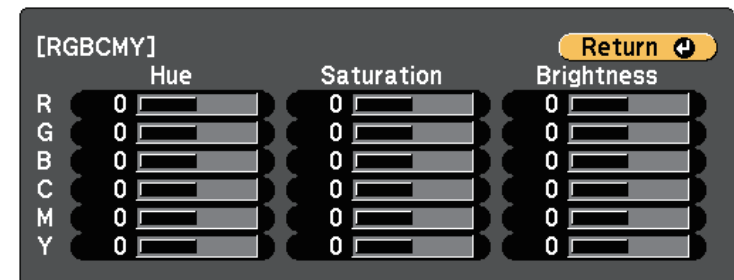 [RGBCMY] Return
Hue Saturation Brightness
R 0 0 0
G 0 0 0
B 0 0 0
C 0 0 0
M 0 0 0
Y 0 0 0